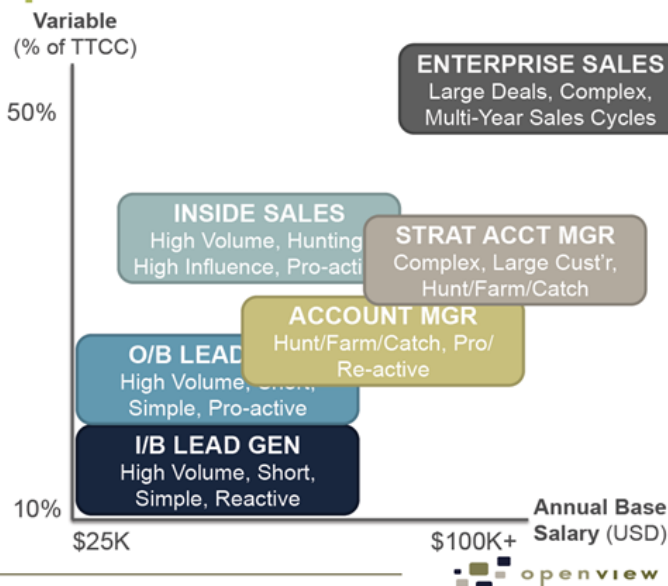 Variable
(% of TTCC)
50%
10%
ENTERPRISE SALES
Large Deals, Complex,
Multi-Year Sales Cycles
INSIDE SALES
High Volume, Hunting
High Influence, Pro-acti
STRAT ACCT MGR
Complex, Large Cust'r,
Hunt/Farm/Catch
ACCOUNT MGR
Hunt/Farm/Catch, Pro/
Re-active
O/B LEAD
High Volume, Short,
Simple, Pro-active
I/B LEAD GEN
High Volume, Short,
Simple, Reactive
$25K
$100K+
Annual Base
Salary (USD)
openview